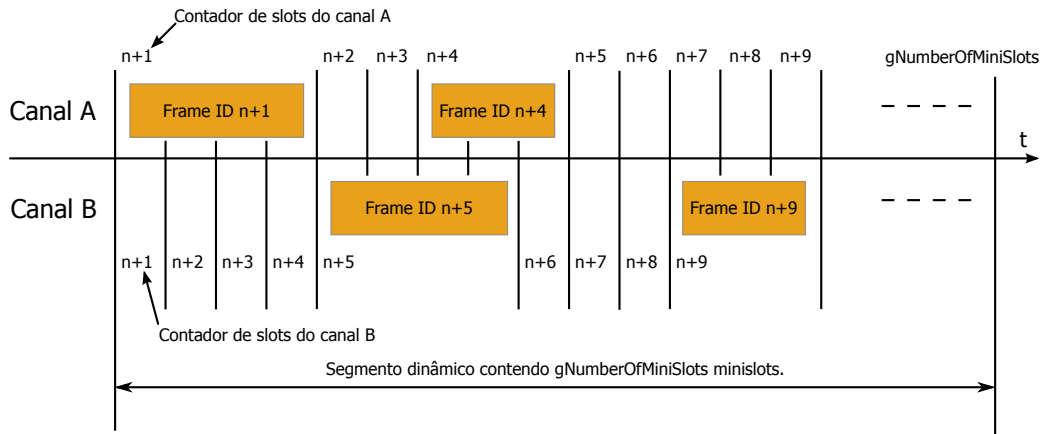 Contador de slots do canal A
n+1 n+2 n+3 n+4 n+5 n+6 n+7 n+8 n+9 gNumberOfMiniSlots
Canal A
Frame ID n+1
Frame ID n+4
t
Canal B
Frame ID n+5
Frame ID n+9
n+1 n+2 n+3 n+4 n+5 n+6 n+7 n+8 n+9
Contador de slots do canal B
Segmento dinâmico contendo gNumberOfMiniSlots minislots.